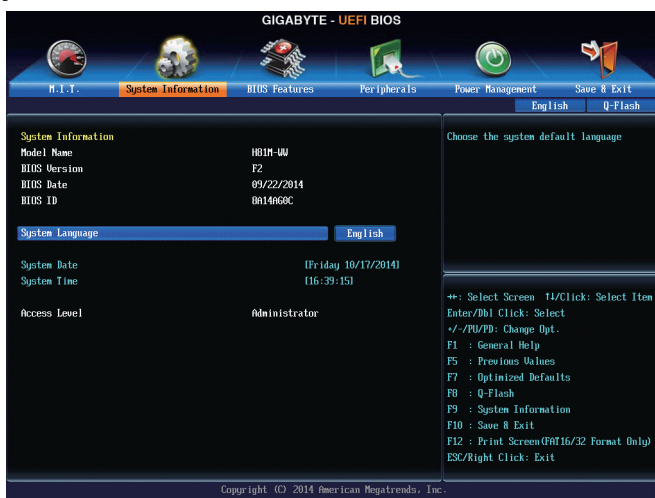 GIGABYTE - UEFI BIOS
M.I.T. System Information BIOS Features Peripherals Power Management Save & Exit
English Q-Flash
System Information
Model Name H81M-WW
BIOS Version F2
BIOS Date 09/22/2014
BIOS ID 8A14AG0C
System Language English
System Date [Friday 10/17/2014]
System Time [16:39:15]
Access Level Administrator
Choose the system default language
→←: Select Screen ↑↓/Click: Select Item
Enter/Dbl Click: Select
+/-/PU/PD: Change Opt.
F1 : General Help
F5 : Previous Values
F7 : Optimized Defaults
F8 : Q-Flash
F9 : System Information
F10 : Save & Exit
F12 : Print Screen(FAT16/32 Format Only)
ESC/Right Click: Exit
Copyright (C) 2014 American Megatrends, Inc.